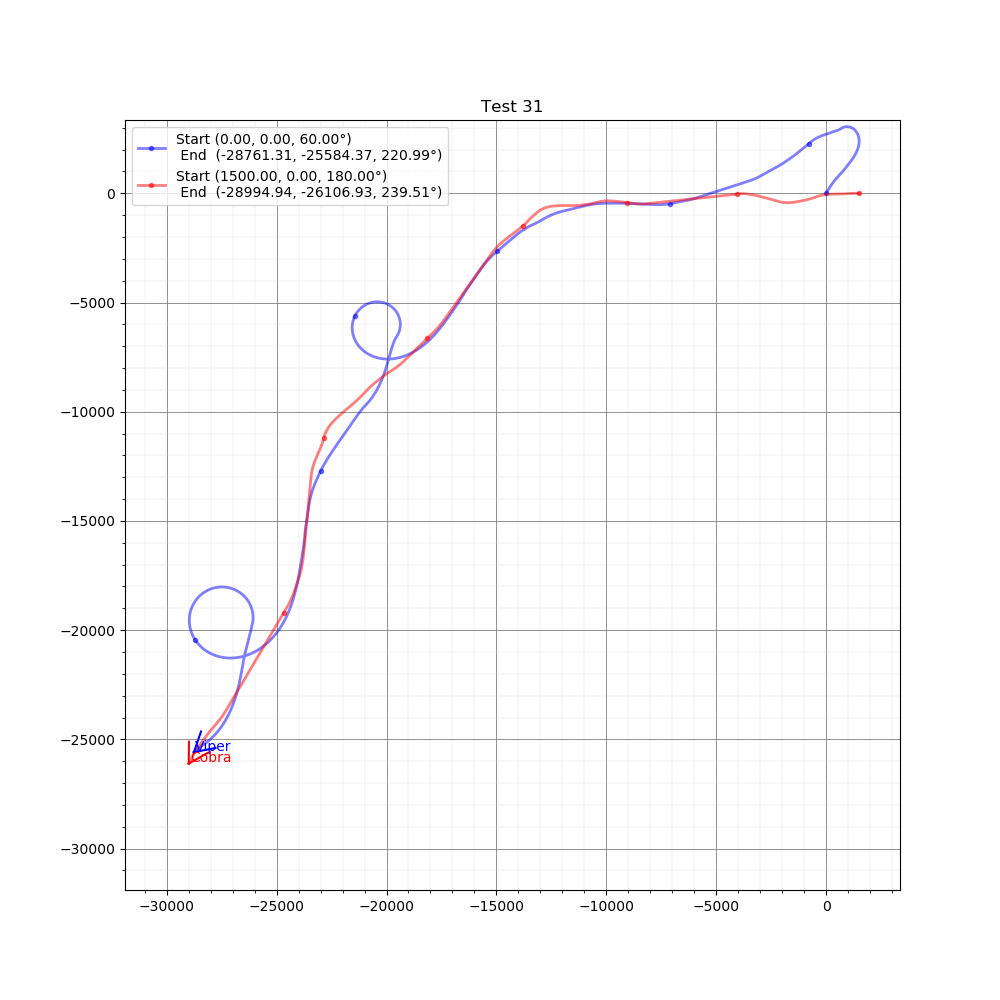 Test 31
Start (0.00, 0.00, 60.00°)
End (-28761.31, -25584.37, 220.99°)
Start (1500.00, 0.00, 180.00°)
End (-28994.94, -26106.93, 239.51°)
0
−5000
−10000
−15000
−20000
−25000
−30000
Viper
Cobra
−30000 −25000 −20000 −15000 −10000 −5000 0